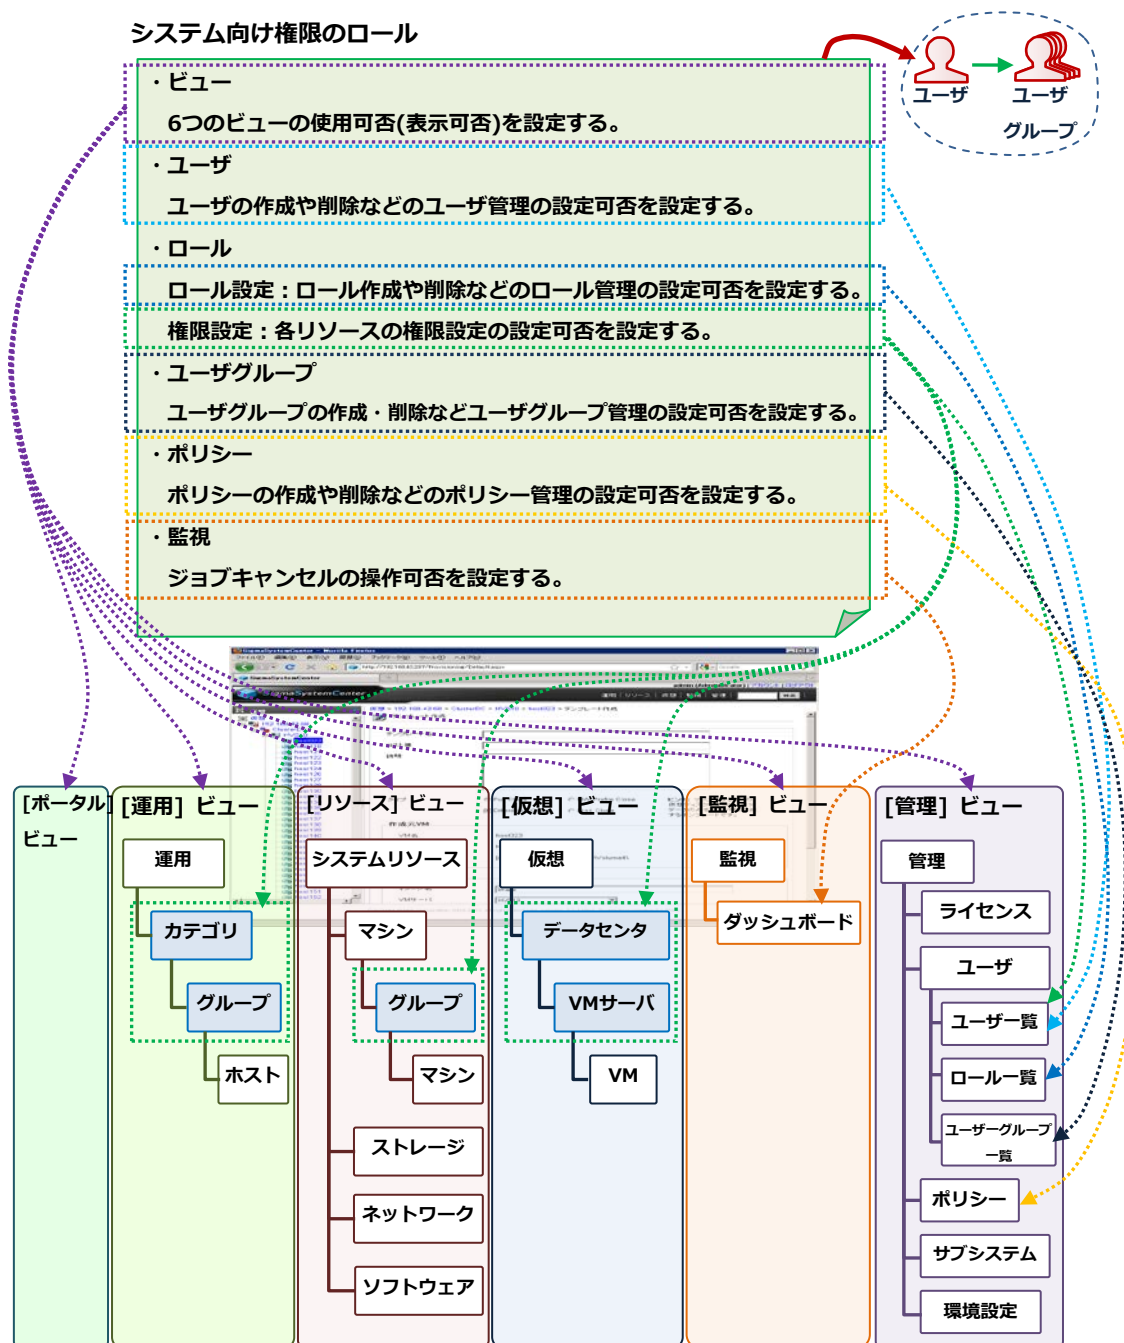 システム向け権限のロール
ユーザ
ユーザ
グループ
・ビュー
6つのビューの使用可否(表示可否)を設定する。
・ユーザ
ユーザの作成や削除などのユーザ管理の設定可否を設定する。
・ロール
ロール設定：ロール作成や削除などのロール管理の設定可否を設定する。
権限設定：各リソースの権限設定の設定可否を設定する。
・ユーザグループ
ユーザグループの作成・削除などユーザグループ管理の設定可否を設定する。
・ポリシー
ポリシーの作成や削除などのポリシー管理の設定可否を設定する。
・監視
ジョブキャンセルの操作可否を設定する。
[ポータル]
ビュー
[運用] ビュー
運用
カテゴリ
グループ
ホスト
[リソース] ビュー
システムリソース
マシン
グループ
マシン
ストレージ
ネットワーク
ソフトウェア
[仮想] ビュー
仮想
データセンタ
VMサーバ
VM
[監視] ビュー
監視
ダッシュボード
[管理] ビュー
管理
ライセンス
ユーザ
ユーザ一覧
ロール一覧
ユーザーグループ
一覧
ポリシー
サブシステム
環境設定